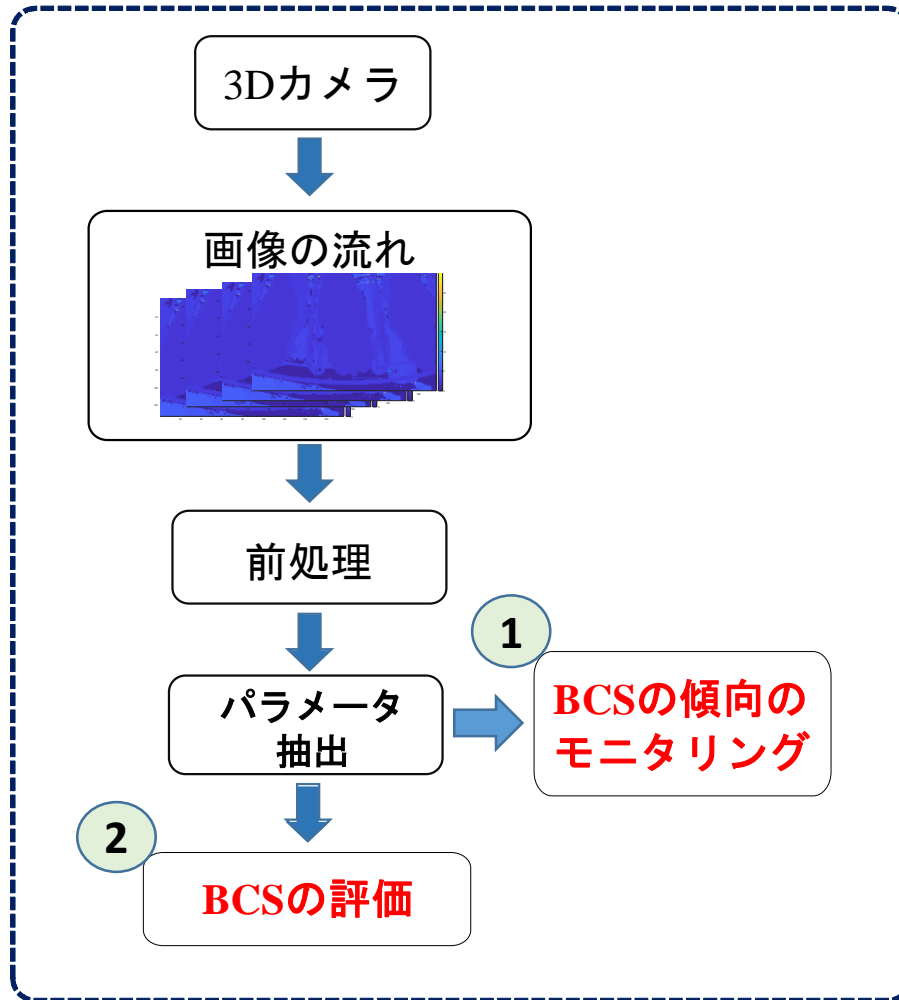 3Dカメラ
画像の流れ
前処理
パラメータ
抽出
1
BCSの傾向の
モニタリング
2
BCSの評価